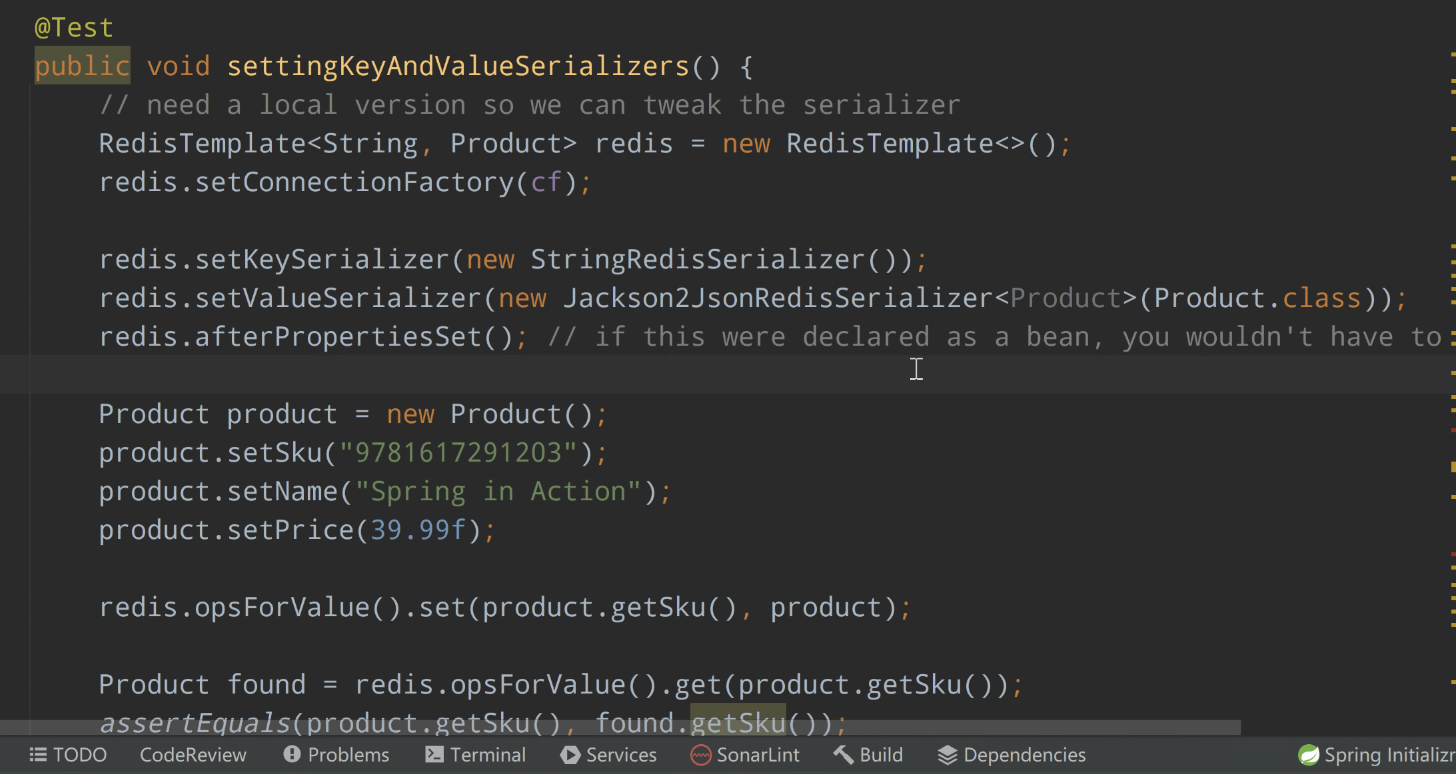 @Test
public void settingKeyAndValueSerializers() {
// need a local version so we can tweak the serializer
RedisTemplate<String, Product> redis = new RedisTemplate<>();
redis.setConnectionFactory(cf);
redis.setKeySerializer(new StringRedisSerializer());
redis.setValueSerializer(new Jackson2JsonRedisSerializer<Product>(Product.class));
redis.afterPropertiesSet(); // if this were declared as a bean, you wouldn't have to
Product product = new Product();
product.setSku("9781617291203");
product.setName("Spring in Action");
product.setPrice(39.99f);
redis.opsForValue().set(product.getSku(), product);
Product found = redis.opsForValue().get(product.getSku());
assertEquals(product.getSku(), found.getSku());
TODO CodeReview Problems Terminal Services SonarLint Build Dependencies Spring